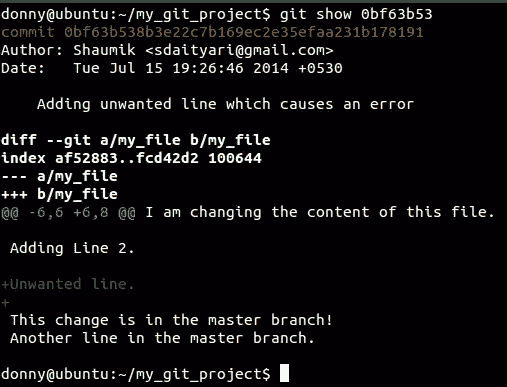 donny@ubuntu:~/my_git_project$ git show 0bf63b53
commit 0bf63b538b3e22c7b169ec2e35efaa231b178191
Author: Shaumik <sdaityari@gmail.com>
Date:   Tue Jul 15 19:26:46 2014 +0530

    Adding unwanted line which causes an error

diff --git a/my_file b/my_file
index af52883..fcd42d2 100644
--- a/my_file
+++ b/my_file
@@ -6,6 +6,8 @@ I am changing the content of this file.

 Adding Line 2.

+Unwanted line.
+
 This change is in the master branch!
 Another line in the master branch.

donny@ubuntu:~/my_git_project$